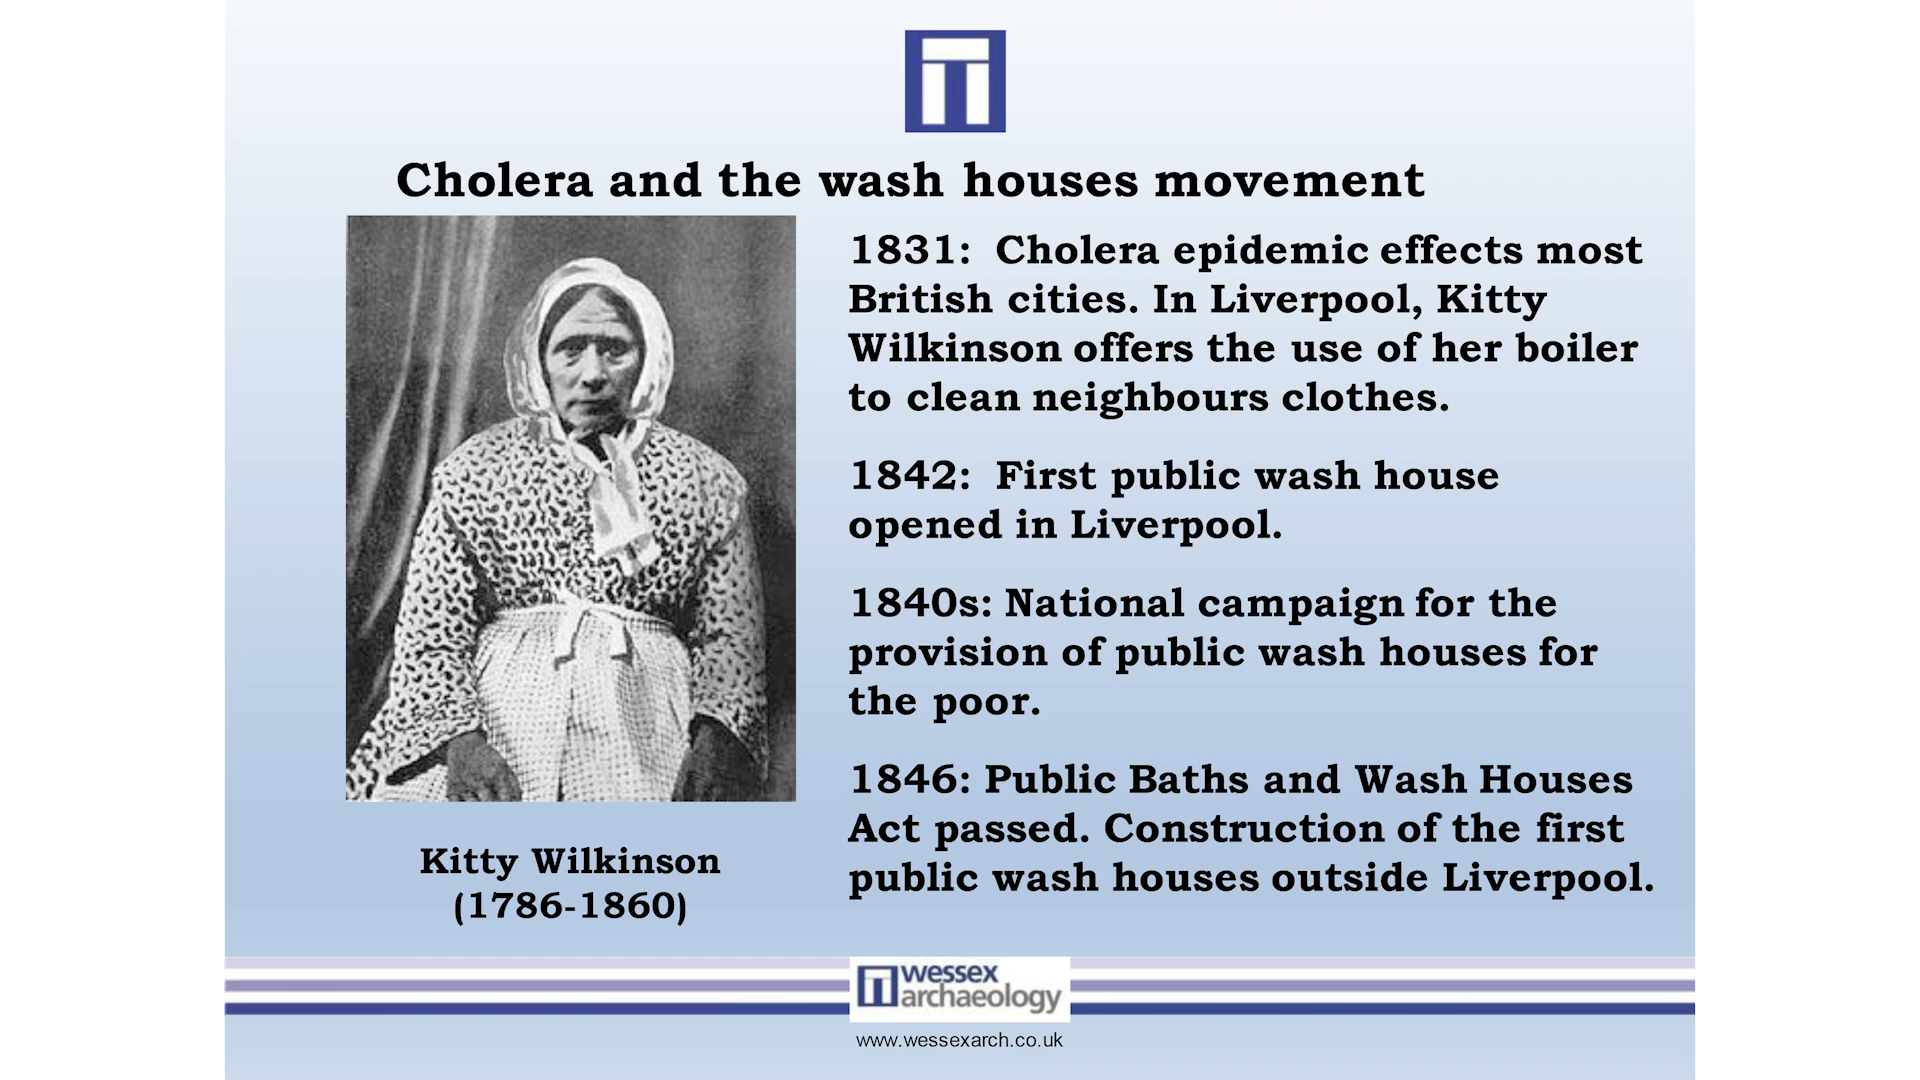 Cholera and the wash houses movement
1831:  Cholera epidemic effects most
British cities. In Liverpool, Kitty
Wilkinson offers the use of her boiler
to clean neighbours clothes.
1842:  First public wash house
opened in Liverpool.
1840s: National campaign for the
provision of public wash houses for
the poor.
1846: Public Baths and Wash Houses
Act passed. Construction of the first
public wash houses outside Liverpool.
Kitty Wilkinson
(1786-1860)
wessex
archaeology
www.wessexarch.co.uk